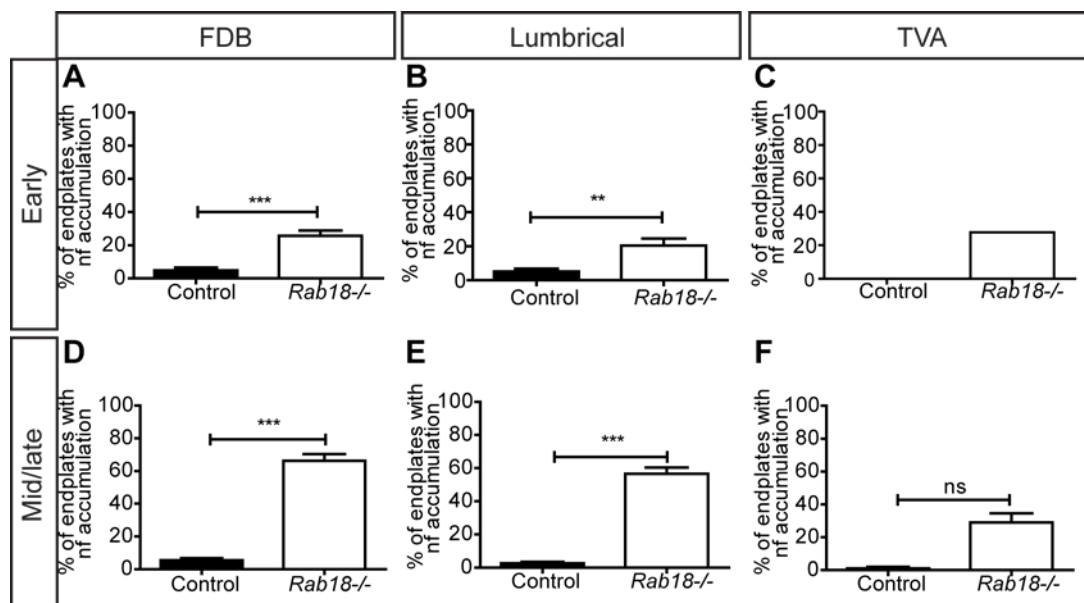 FDB
Lumbrical
TVA
Early
A
% of endplates with
nf accumulation
100
80
60
40
20
0
***
Control
Rab18-/-
B
% of endplates with
nf accumulation
100
80
60
40
20
0
**
Control
Rab18-/-
C
% of endplates with
nf accumulation
100
80
60
40
20
0
Control
Rab18-/-
Mid/late
D
% of endplates with
nf accumulation
100
80
60
40
20
0
***
Control
Rab18-/-
E
% of endplates with
nf accumulation
100
80
60
40
20
0
***
Control
Rab18-/-
F
% of endplates with
nf accumulation
100
80
60
40
20
0
ns
Control
Rab18-/-